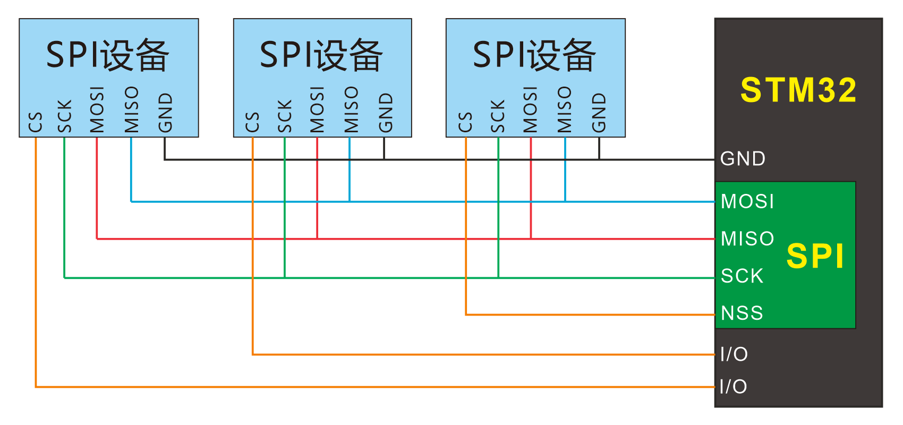 SPI设备
CS
SCK
MOSI
MISO
GND
SPI设备
CS
SCK
MOSI
MISO
GND
SPI设备
CS
SCK
MOSI
MISO
GND
STM32
GND
MOSI
MISO
SCK
NSS
SPI
I/O
I/O